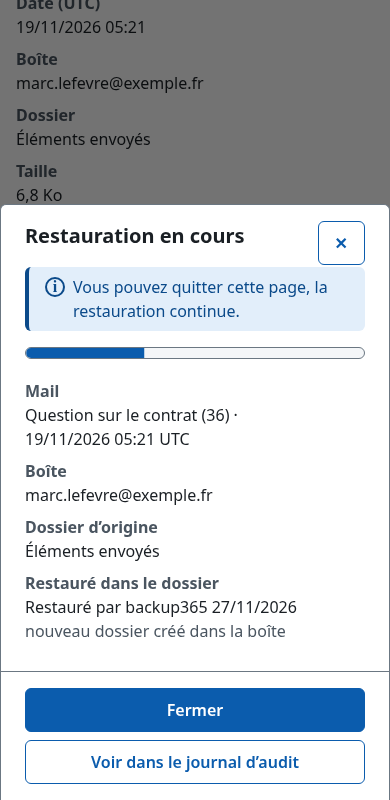 Date (UTC)
19/11/2026 05:21
Boîte
marc.lefevre@exemple.fr
Dossier
Éléments envoyés
Taille
6,8 Ko
Restauration en cours
×
Vous pouvez quitter cette page, la
restauration continue.
Mail
Question sur le contrat (36) ·
19/11/2026 05:21 UTC
Boîte
marc.lefevre@exemple.fr
Dossier d’origine
Éléments envoyés
Restauré dans le dossier
Restauré par backup365 27/11/2026
nouveau dossier créé dans la boîte
Fermer
Voir dans le journal d’audit